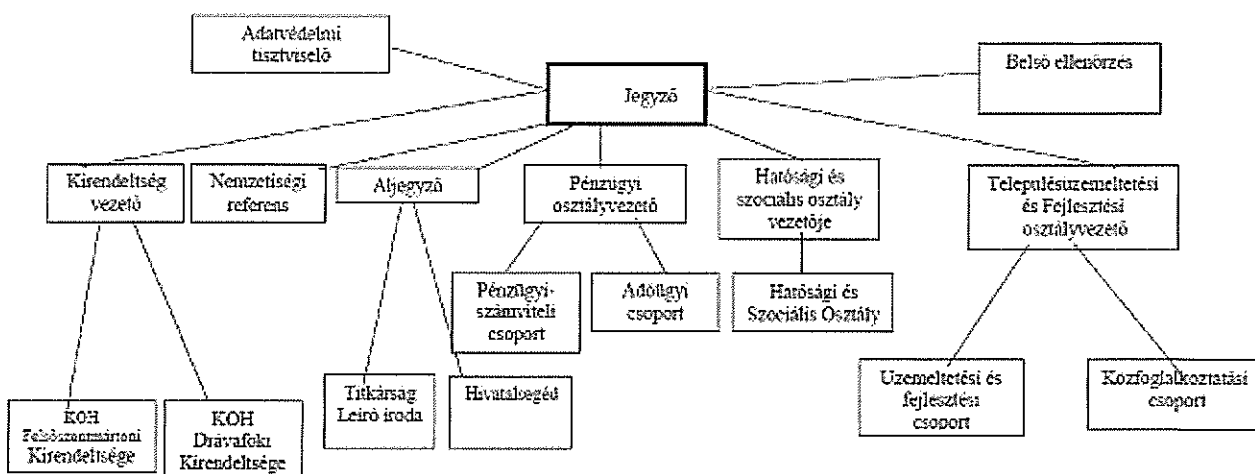 Adatvédelmi
tisztviselő
Jegyző
Belső ellenőrzés
Kirendeltség
vezető
Nemzetiségi
referens
Aljegyző
Pénzügyi
osztályvezető
Hatósági és
szociális osztály
vezetője
Településüzemeltetési
és Fejlesztési
osztályvezető
Pénzügyi-
számviteli
csoport
Adóügyi
csoport
Hatósági és
Szociális Osztály
KOH
Felsőszentmártoni
Kirendeltsége
KOH
Drávafoki
Kirendeltsége
Titkárság
Leíró iroda
Hivatalsegéd
Üzemeltetési és
fejlesztési
csoport
Közfoglalkoztatási
csoport